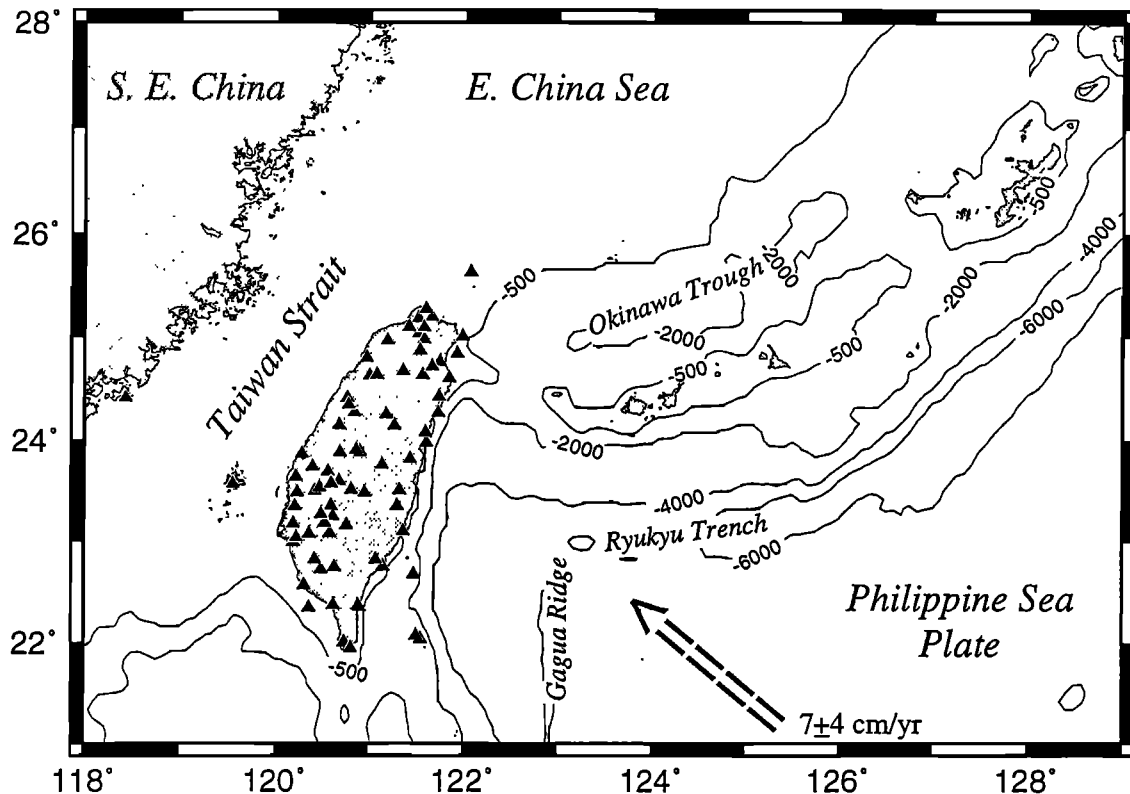 28°
S. E. China
E. China Sea
-500
-4000
26°
-2000
-500
-2000
Okinawa Trough
-6000
Taiwan Strait
-2000
-500
-500
24°
-2000
-4000
Ryukyu Trench
-6000
Gagua Ridge
Philippine Sea
Plate
22°
-500
7±4 cm/yr
118°
120°
122°
124°
126°
128°